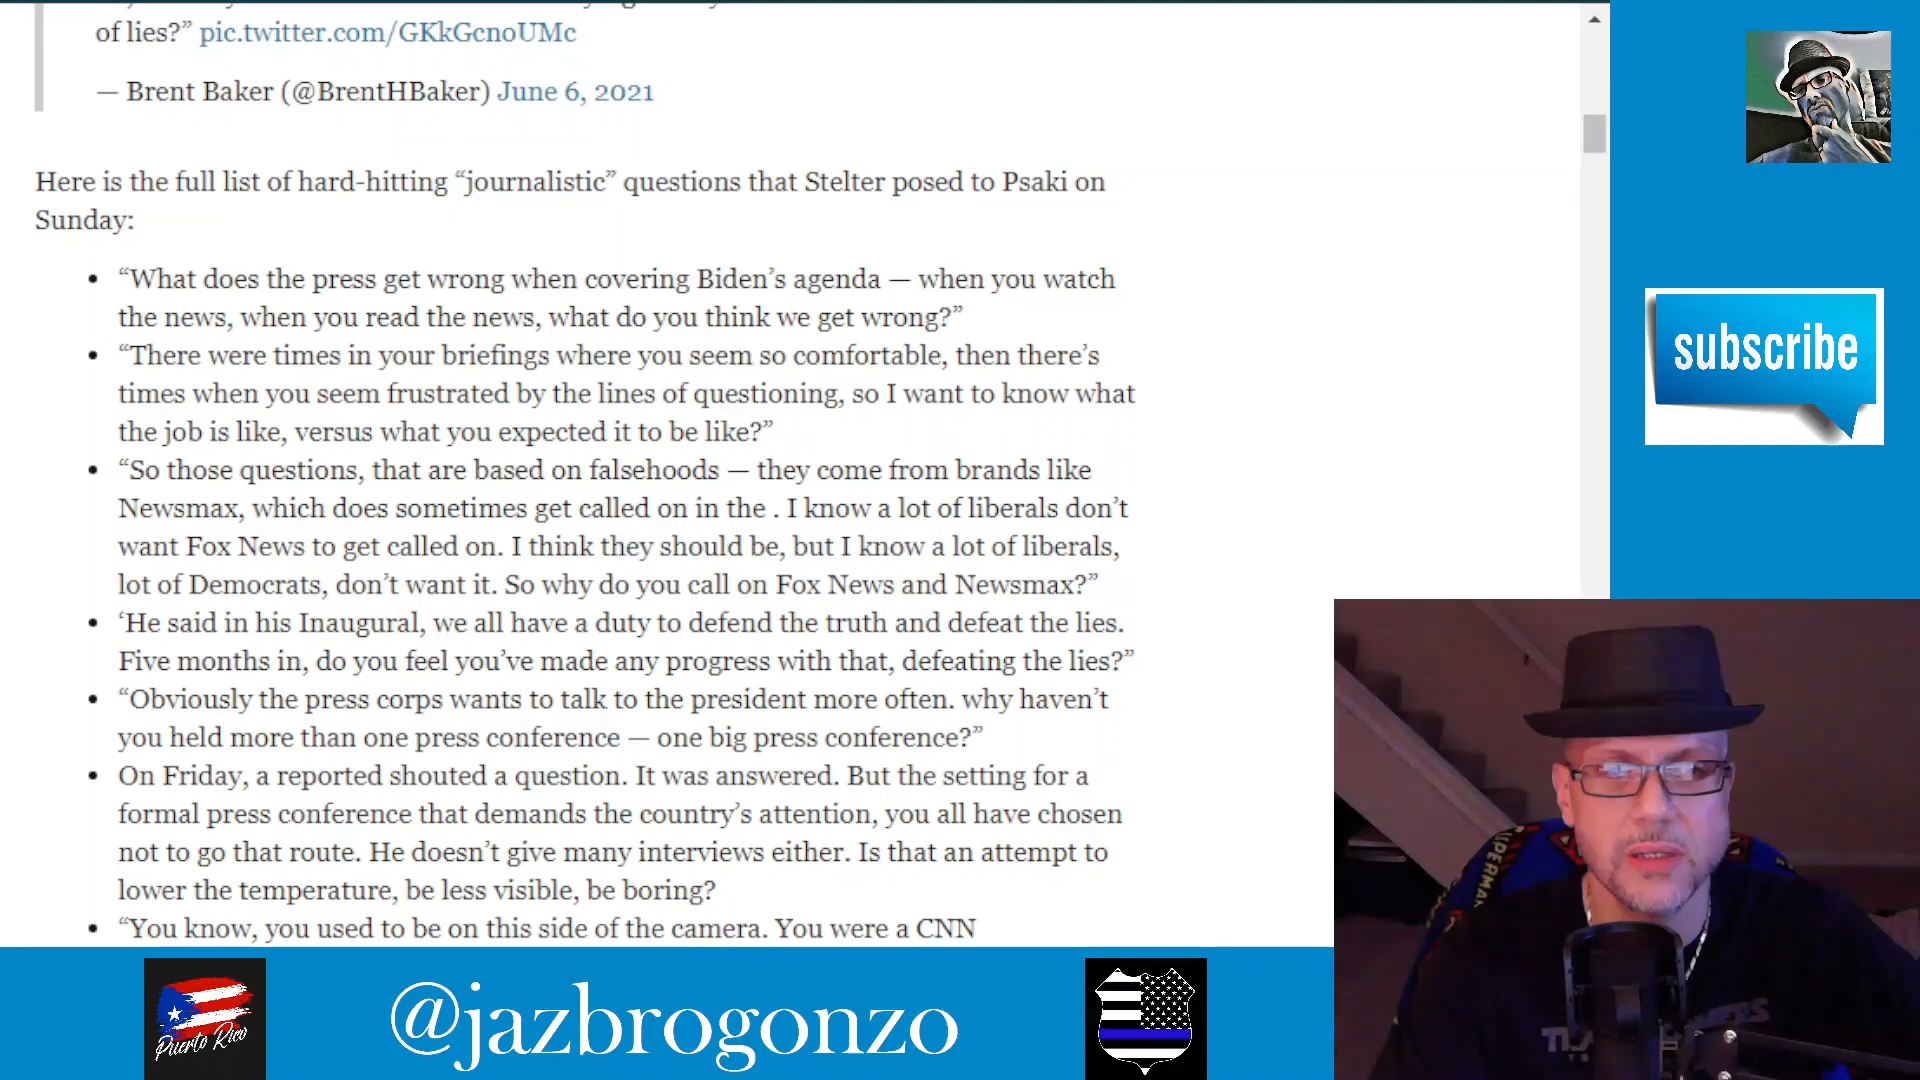 of lies?” pic.twitter.com/GKkGcnoUMc
— Brent Baker (@BrentHBaker) June 6, 2021
Here is the full list of hard-hitting “journalistic” questions that Stelter posed to Psaki on
Sunday:
• “What does the press get wrong when covering Biden’s agenda — when you watch
the news, when you read the news, what do you think we get wrong?”
• “There were times in your briefings where you seem so comfortable, then there’s
times when you seem frustrated by the lines of questioning, so I want to know what
the job is like, versus what you expected it to be like?”
• “So those questions, that are based on falsehoods — they come from brands like
Newsmax, which does sometimes get called on in the . I know a lot of liberals don’t
want Fox News to get called on. I think they should be, but I know a lot of liberals,
lot of Democrats, don’t want it. So why do you call on Fox News and Newsmax?”
• ‘He said in his Inaugural, we all have a duty to defend the truth and defeat the lies.
Five months in, do you feel you’ve made any progress with that, defeating the lies?”
• “Obviously the press corps wants to talk to the president more often. why haven’t
you held more than one press conference — one big press conference?”
• On Friday, a reported shouted a question. It was answered. But the setting for a
formal press conference that demands the country’s attention, you all have chosen
not to go that route. He doesn’t give many interviews either. Is that an attempt to
lower the temperature, be less visible, be boring?
• “You know, you used to be on this side of the camera. You were a CNN
subscribe
Puerto Rico
@jazbrogonzo